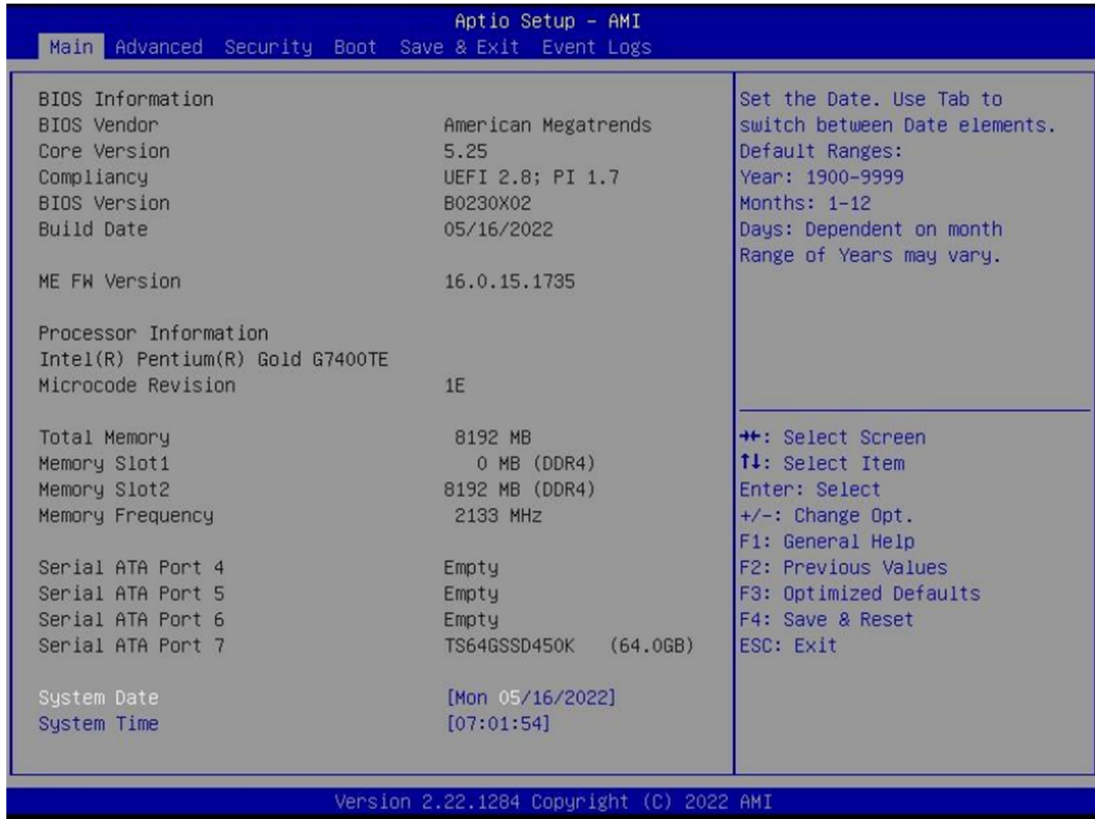 Aptio Setup - AMI
Main Advanced Security Boot Save & Exit Event Logs
BIOS Information
BIOS Vendor American Megatrends
Core Version 5.25
Compliancy UEFI 2.8; PI 1.7
BIOS Version B0230X02
Build Date 05/16/2022
ME FW Version 16.0.15.1735
Processor Information
Intel(R) Pentium(R) Gold G7400TE
Microcode Revision 1E
Total Memory 8192 MB
Memory Slot1 0 MB (DDR4)
Memory Slot2 8192 MB (DDR4)
Memory Frequency 2133 MHz
Serial ATA Port 4 Empty
Serial ATA Port 5 Empty
Serial ATA Port 6 Empty
Serial ATA Port 7 TS64GSSD450K (64.0GB)
System Date [Mon 05/16/2022]
System Time [07:01:54]
Set the Date. Use Tab to
switch between Date elements.
Default Ranges:
Year: 1900-9999
Months: 1-12
Days: Dependent on month
Range of Years may vary.
→←: Select Screen
↑↓: Select Item
Enter: Select
+/-: Change Opt.
F1: General Help
F2: Previous Values
F3: Optimized Defaults
F4: Save & Reset
ESC: Exit
Version 2.22.1284 Copyright (C) 2022 AMI